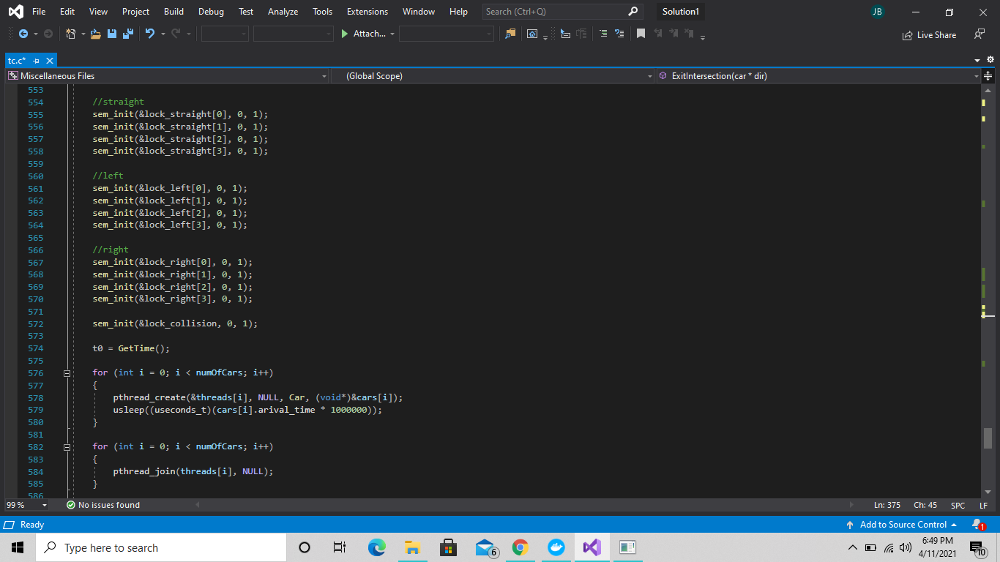 File Edit View Project Build Debug Test Analyze Tools Extensions Window Help Search (Ctrl+Q) Solution1 JB
Attach... Live Share
tc.c*
Miscellaneous Files (Global Scope) ExitIntersection(car * dir)
553
554 //straight
555 sem_init(&lock_straight[0], 0, 1);
556 sem_init(&lock_straight[1], 0, 1);
557 sem_init(&lock_straight[2], 0, 1);
558 sem_init(&lock_straight[3], 0, 1);
559
560 //left
561 sem_init(&lock_left[0], 0, 1);
562 sem_init(&lock_left[1], 0, 1);
563 sem_init(&lock_left[2], 0, 1);
564 sem_init(&lock_left[3], 0, 1);
565
566 //right
567 sem_init(&lock_right[0], 0, 1);
568 sem_init(&lock_right[1], 0, 1);
569 sem_init(&lock_right[2], 0, 1);
570 sem_init(&lock_right[3], 0, 1);
571
572 sem_init(&lock_collision, 0, 1);
573
574 t0 = GetTime();
575
576 for (int i = 0; i < numOfCars; i++)
577 {
578 pthread_create(&threads[i], NULL, Car, (void*)&cars[i]);
579 usleep((useconds_t)(cars[i].arival_time * 1000000));
580 }
581
582 for (int i = 0; i < numOfCars; i++)
583 {
584 pthread_join(threads[i], NULL);
585 }
586
99 % No issues found Ln: 375 Ch: 45 SPC LF
Ready Add to Source Control 1
Type here to search 6 6:49 PM
4/11/2021 10